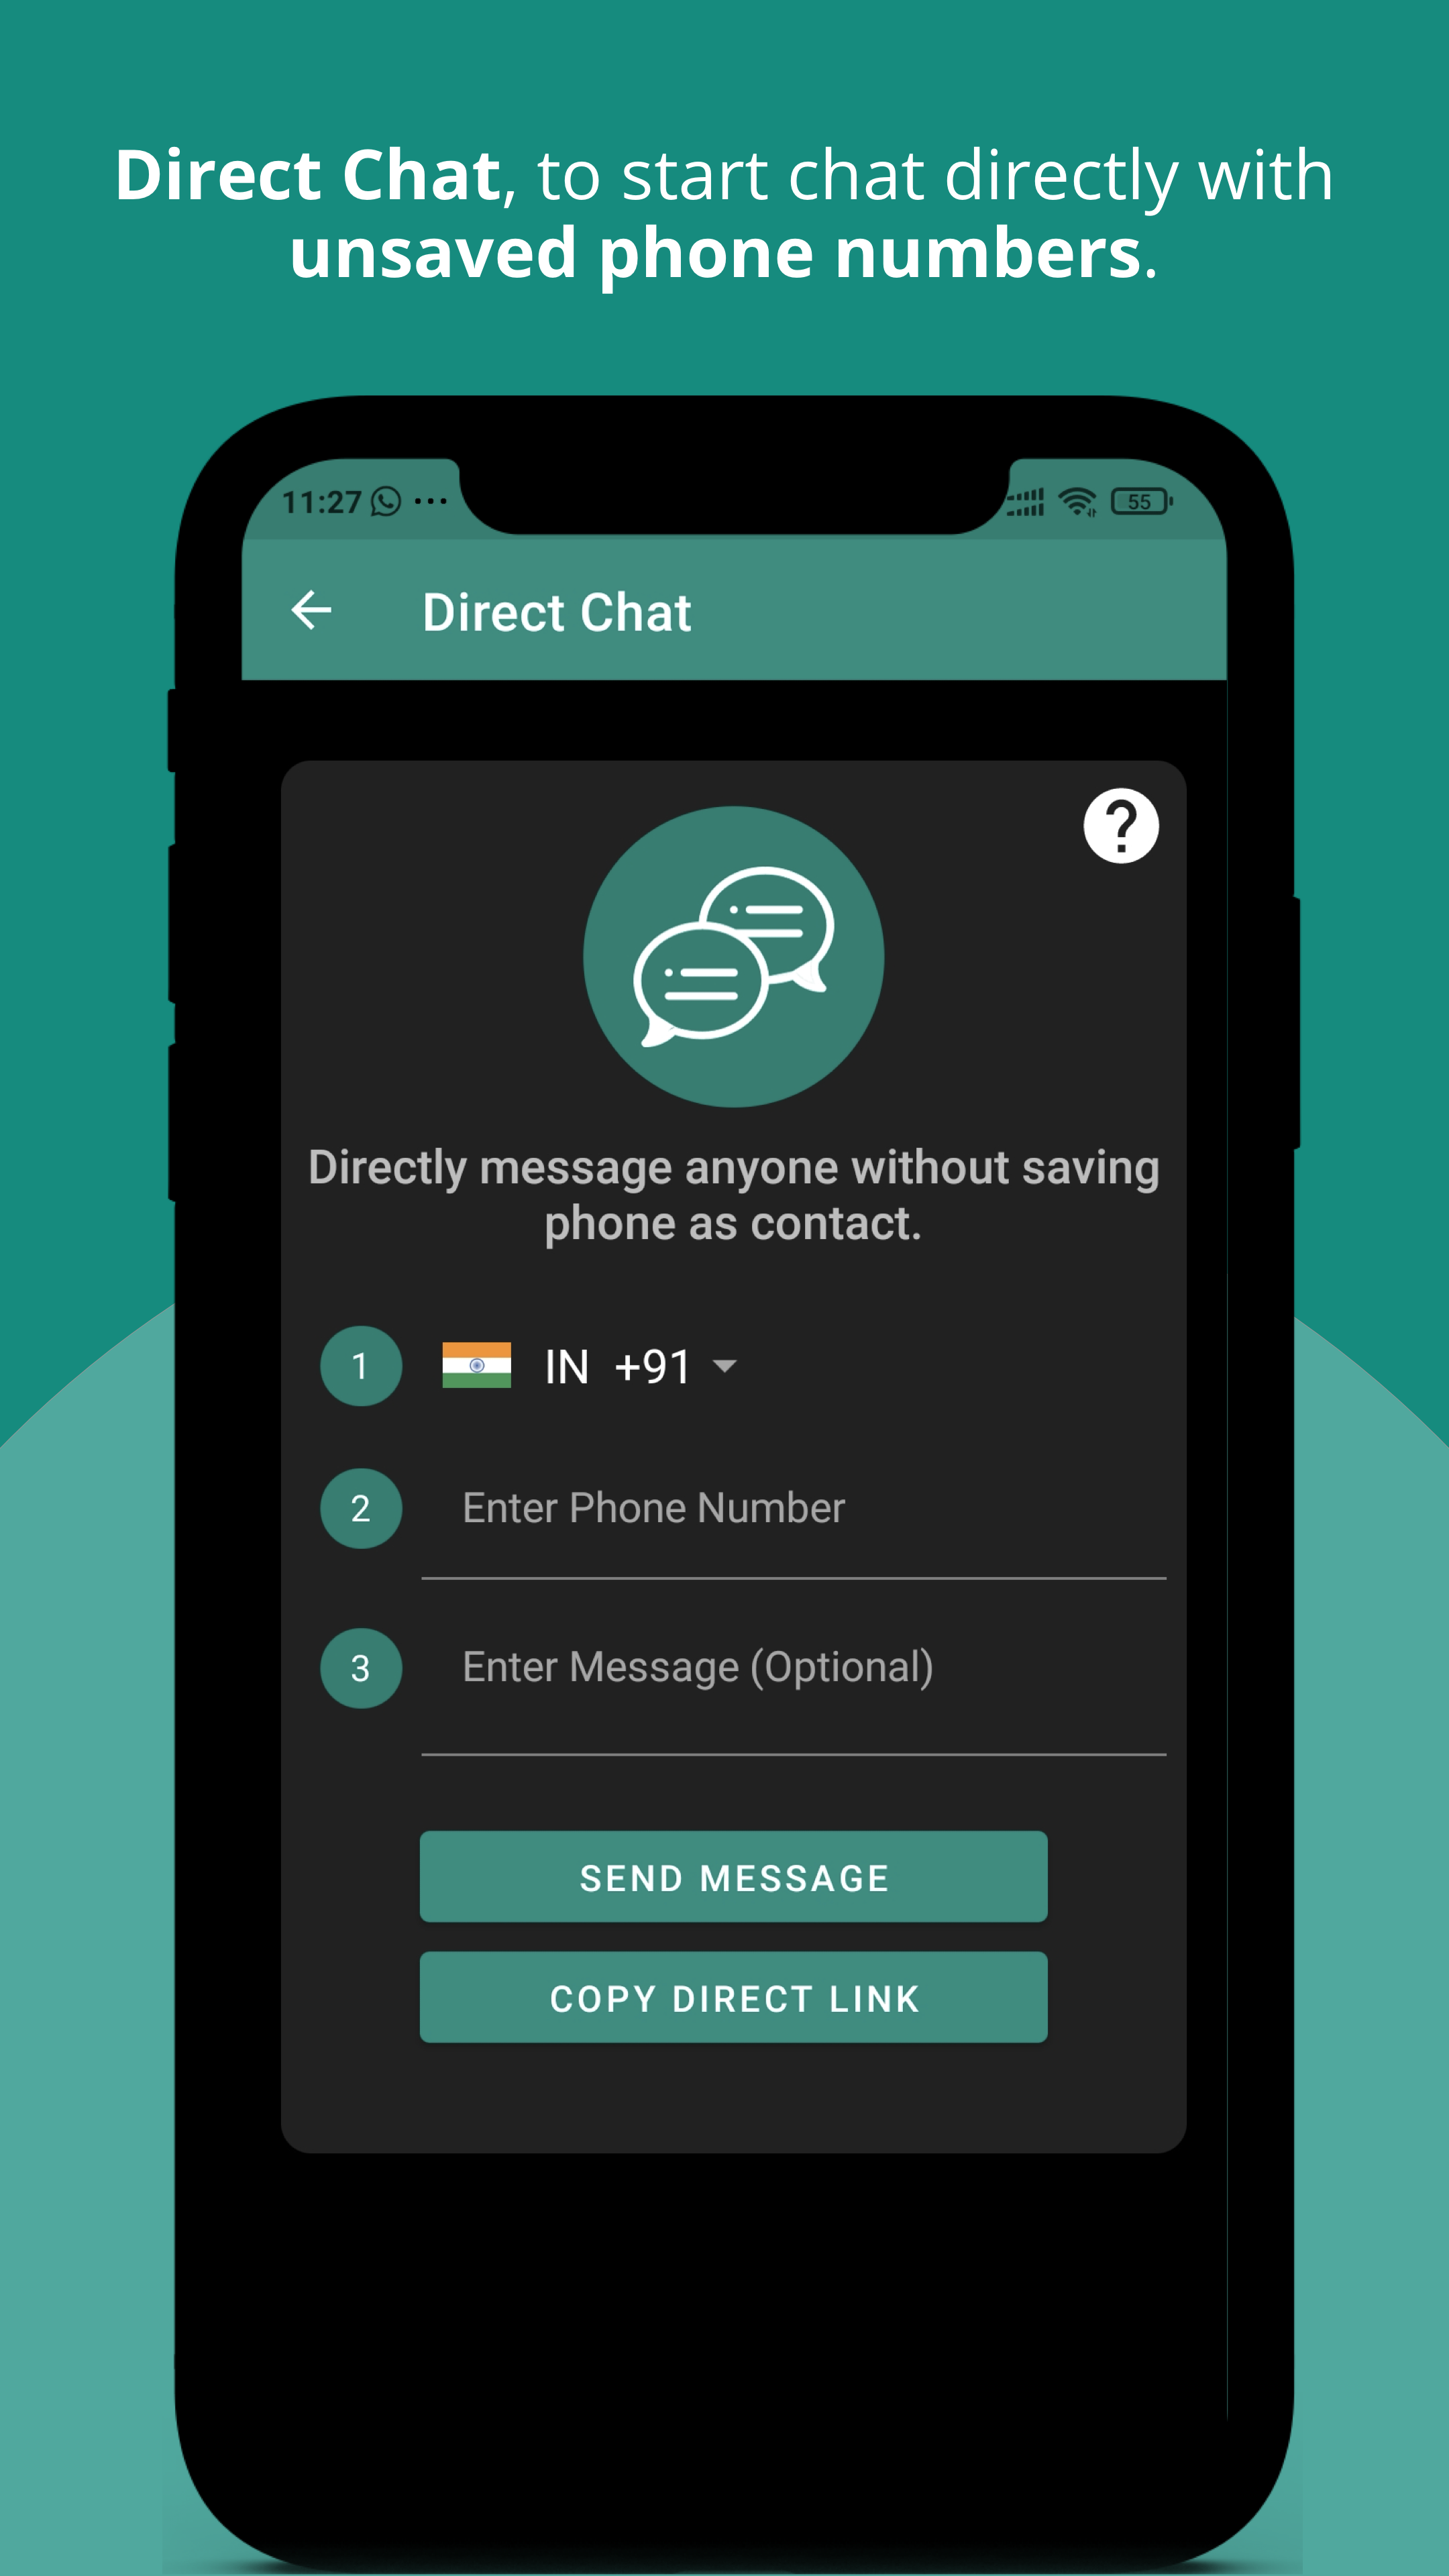 Direct Chat, to start chat directly with
unsaved phone numbers.
11:27
55
Direct Chat
?
Directly message anyone without saving
phone as contact.
1 IN +91
2 Enter Phone Number
3 Enter Message (Optional)
SEND MESSAGE
COPY DIRECT LINK